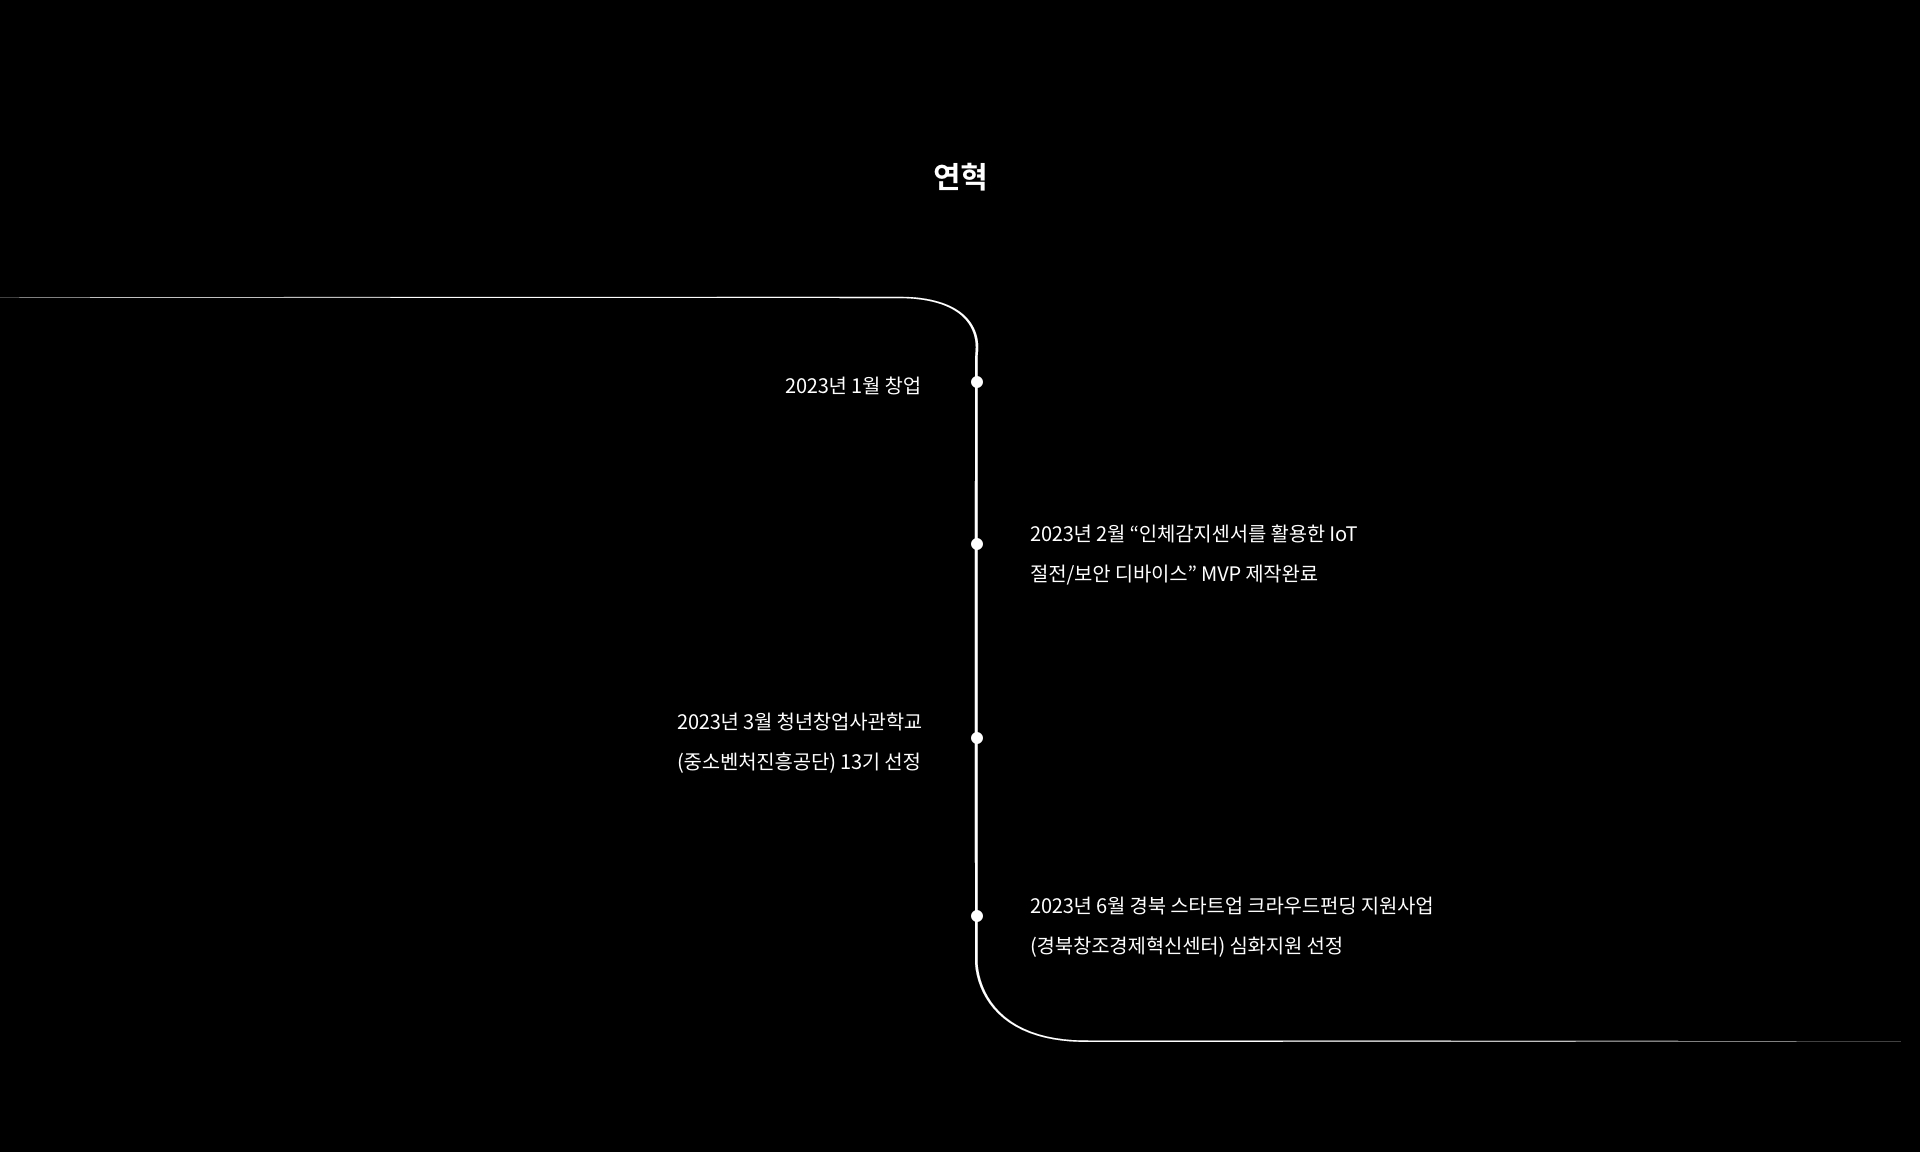 연혁
2023년 1월 창업
2023년 2월 “인체감지센서를 활용한 IoT
절전/보안 디바이스” MVP 제작완료
2023년 3월 청년창업사관학교
(중소벤처진흥공단) 13기 선정
2023년 6월 경북 스타트업 크라우드펀딩 지원사업
(경북창조경제혁신센터) 심화지원 선정